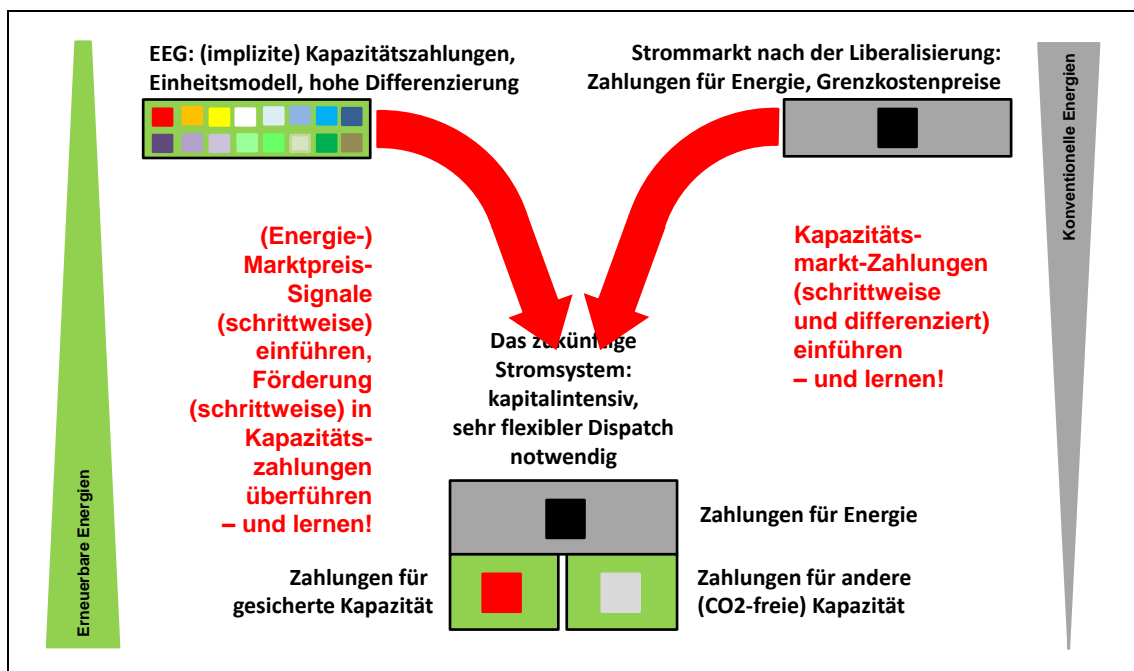 EEG: (implizite) Kapazitätszahlungen,
Einheitsmodell, hohe Differenzierung
Strommarkt nach der Liberalisierung:
Zahlungen für Energie, Grenzkostenpreise
Erneuerbare Energien
Konventionelle Energien
(Energie-)
Marktpreis-
Signale
(schrittweise)
einführen,
Förderung
(schrittweise) in
Kapazitäts-
zahlungen
überführen
– und lernen!
Kapazitäts-
markt-Zahlungen
(schrittweise
und differenziert)
einführen
– und lernen!
Das zukünftige
Stromsystem:
kapitalintensiv,
sehr flexibler Dispatch
notwendig
Zahlungen für Energie
Zahlungen für
gesicherte Kapazität
Zahlungen für andere
(CO2-freie) Kapazität